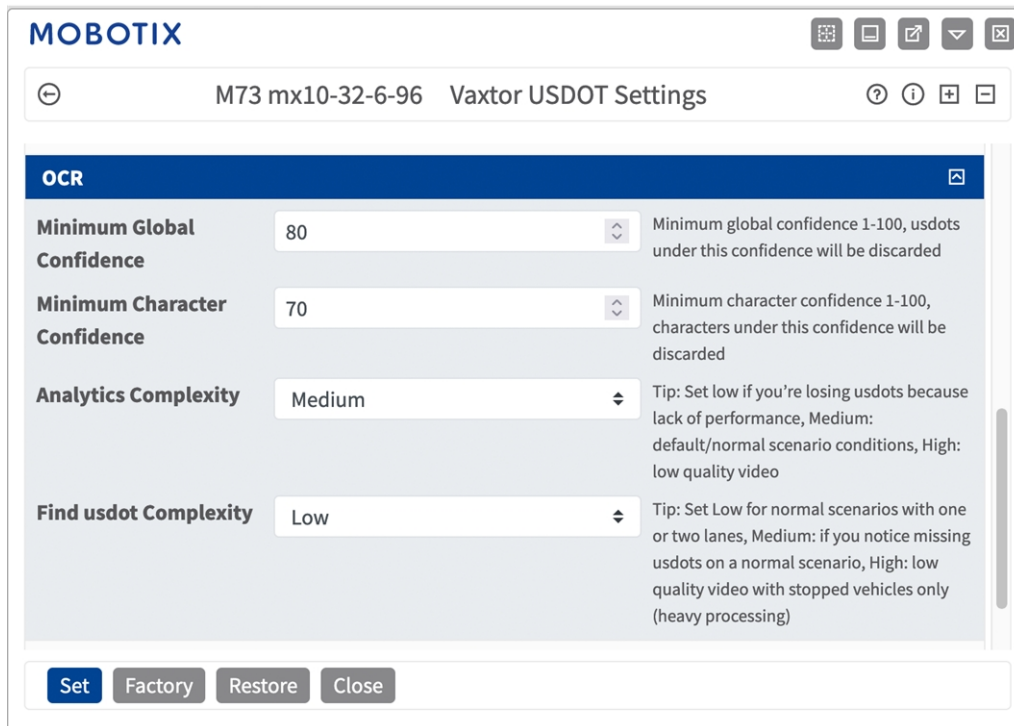 MOBOTIX
M73 mx10-32-6-96 Vaxtor USDOT Settings
OCR
Minimum Global
Confidence
80
Minimum global confidence 1-100, usdots
under this confidence will be discarded
Minimum Character
Confidence
70
Minimum character confidence 1-100,
characters under this confidence will be
discarded
Analytics Complexity
Medium
Tip: Set low if you’re losing usdots because
lack of performance, Medium:
default/normal scenario conditions, High:
low quality video
Find usdot Complexity
Low
Tip: Set Low for normal scenarios with one
or two lanes, Medium: if you notice missing
usdots on a normal scenario, High: low
quality video with stopped vehicles only
(heavy processing)
Set Factory Restore Close